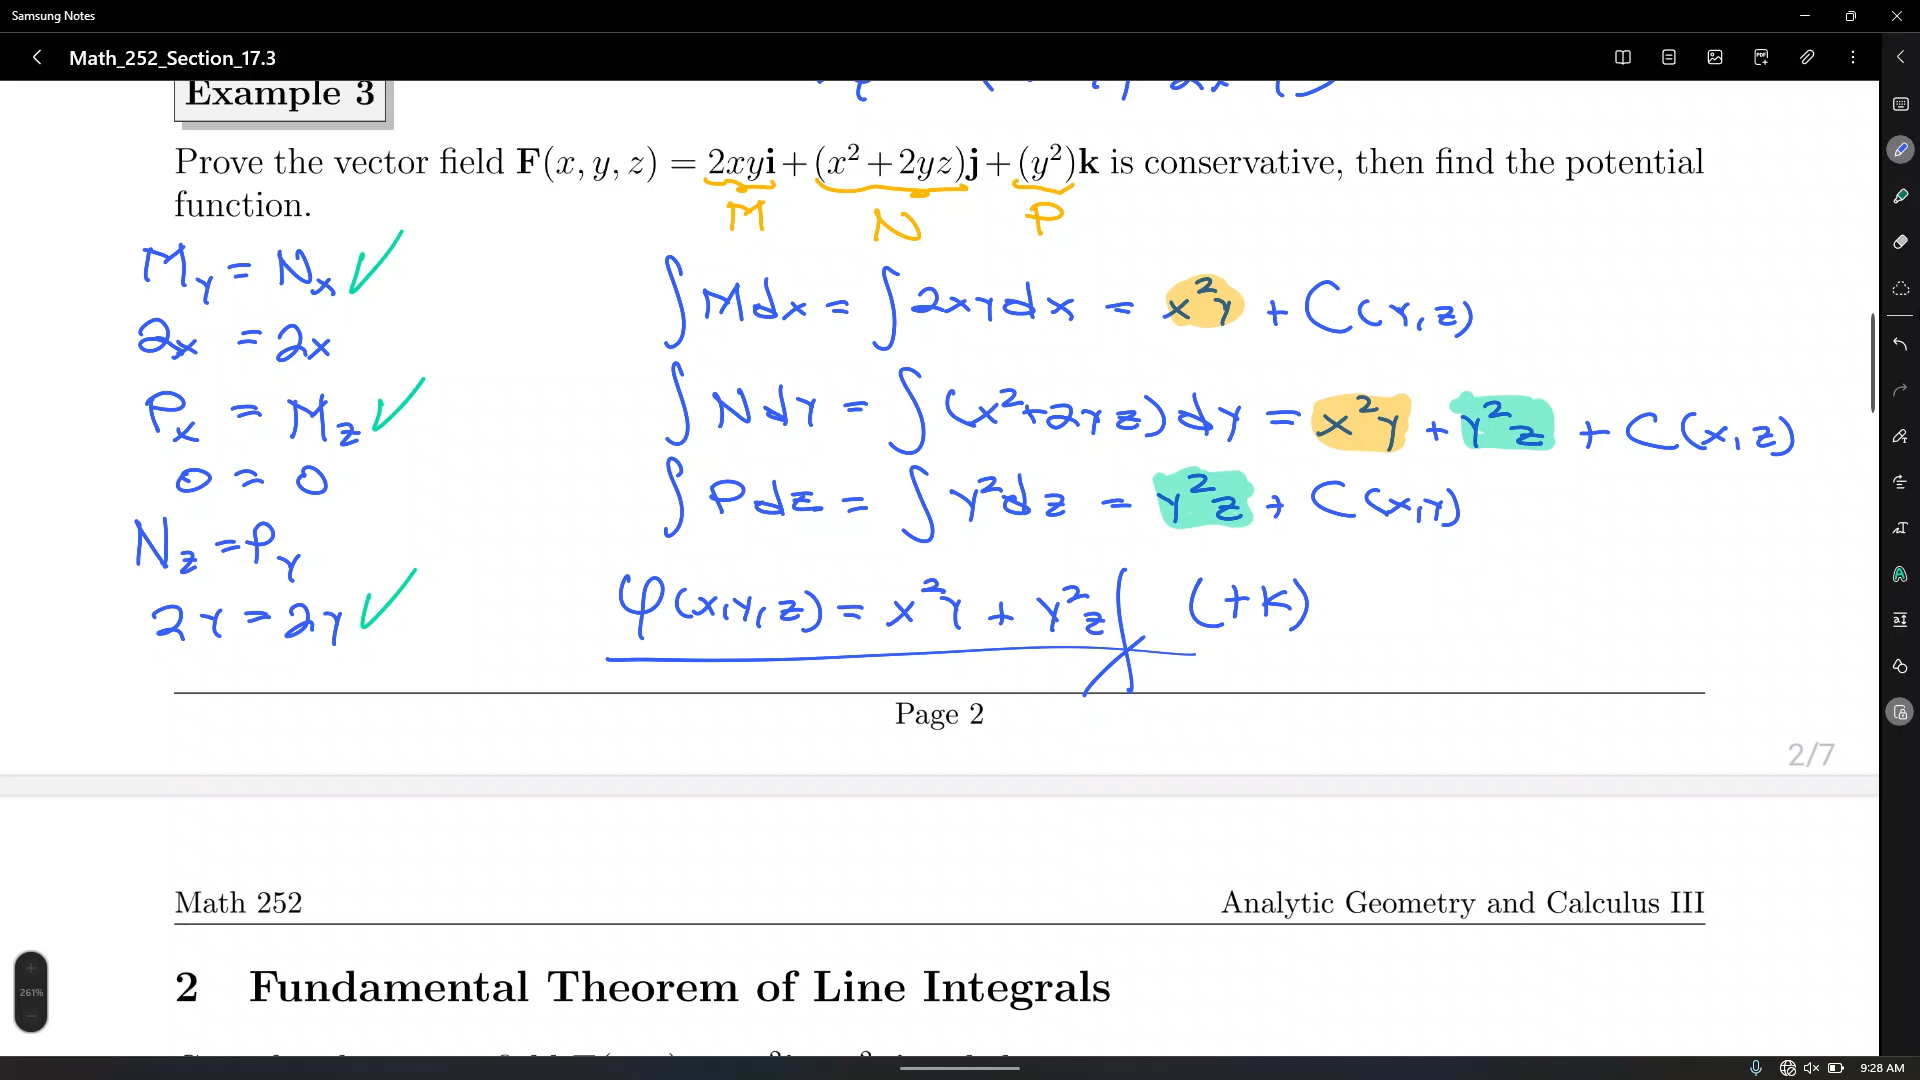 Samsung Notes
Math_252_Section_17.3
Example 3
Prove the vector field F(x, y, z) = 2xyi + (x² + 2yz)j + (y²)k is conservative, then find the potential
function.
M N P
My = Nx ✓
2x = 2x
Px = Mz ✓
0 = 0
Nz = Py
2y = 2y ✓
∫ M dx = ∫ 2xy dx = x²y + C(y, z)
∫ N dy = ∫ (x² + 2yz) dy = x²y + y²z + C(x, z)
∫ P dz = ∫ y² dz = y²z + C(x, y)
φ(x, y, z) = x²y + y²z (+ K)
Page 2
2/7
Math 252 Analytic Geometry and Calculus III
2 Fundamental Theorem of Line Integrals
261%
9:28 AM